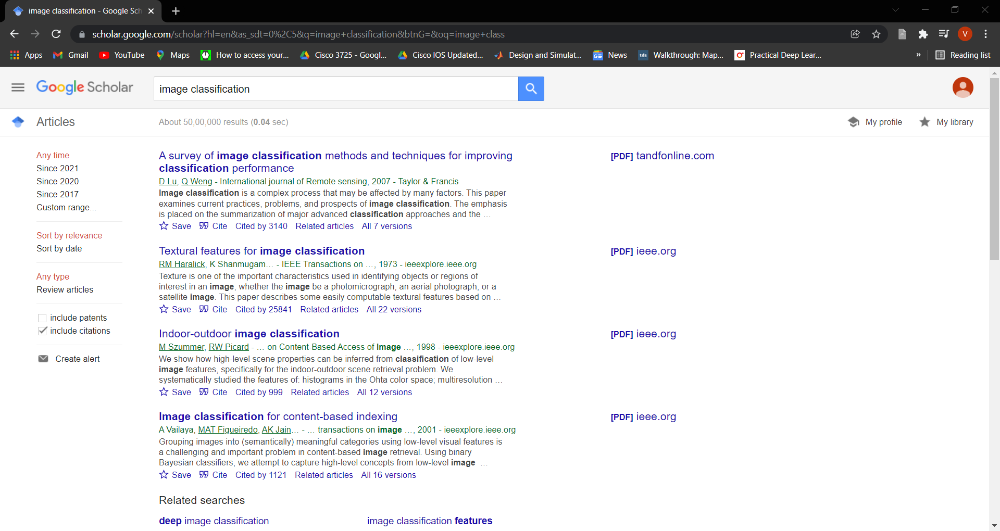 image classification - Google Sch
scholar.google.com/scholar?hl=en&as_sdt=0%2C5&q=image+classification&btnG=&oq=image+class
V
Apps Gmail YouTube Maps How to access your... Cisco 3725 - Googl... Cisco IOS Updated... Design and Simulat... News tds Walkthrough: Map... Practical Deep Lear... » Reading list
Google Scholar
image classification
Articles
About 50,00,000 results (0.04 sec)
My profile
My library
Any time
Since 2021
Since 2020
Since 2017
Custom range...
Sort by relevance
Sort by date
Any type
Review articles
include patents
include citations
Create alert
A survey of image classification methods and techniques for improving
classification performance
[PDF] tandfonline.com
D Lu, Q Weng - International journal of Remote sensing, 2007 - Taylor & Francis
Image classification is a complex process that may be affected by many factors. This paper
examines current practices, problems, and prospects of image classification. The emphasis
is placed on the summarization of major advanced classification approaches and the …
Save Cite Cited by 3140 Related articles All 7 versions
Textural features for image classification
[PDF] ieee.org
RM Haralick, K Shanmugam… - IEEE Transactions on …, 1973 - ieeexplore.ieee.org
Texture is one of the important characteristics used in identifying objects or regions of
interest in an image, whether the image be a photomicrograph, an aerial photograph, or a
satellite image. This paper describes some easily computable textural features based on …
Save Cite Cited by 25841 Related articles All 22 versions
Indoor-outdoor image classification
[PDF] ieee.org
M Szummer, RW Picard - … on Content-Based Access of Image …, 1998 - ieeexplore.ieee.org
We show how high-level scene properties can be inferred from classification of low-level
image features, specifically for the indoor-outdoor scene retrieval problem. We
systematically studied the features of: histograms in the Ohta color space; multiresolution …
Save Cite Cited by 999 Related articles All 12 versions
Image classification for content-based indexing
[PDF] ieee.org
A Vailaya, MAT Figueiredo, AK Jain… - … transactions on image …, 2001 - ieeexplore.ieee.org
Grouping images into (semantically) meaningful categories using low-level visual features is
a challenging and important problem in content-based image retrieval. Using binary
Bayesian classifiers, we attempt to capture high-level concepts from low-level image …
Save Cite Cited by 1121 Related articles All 16 versions
Related searches
deep image classification
image classification features